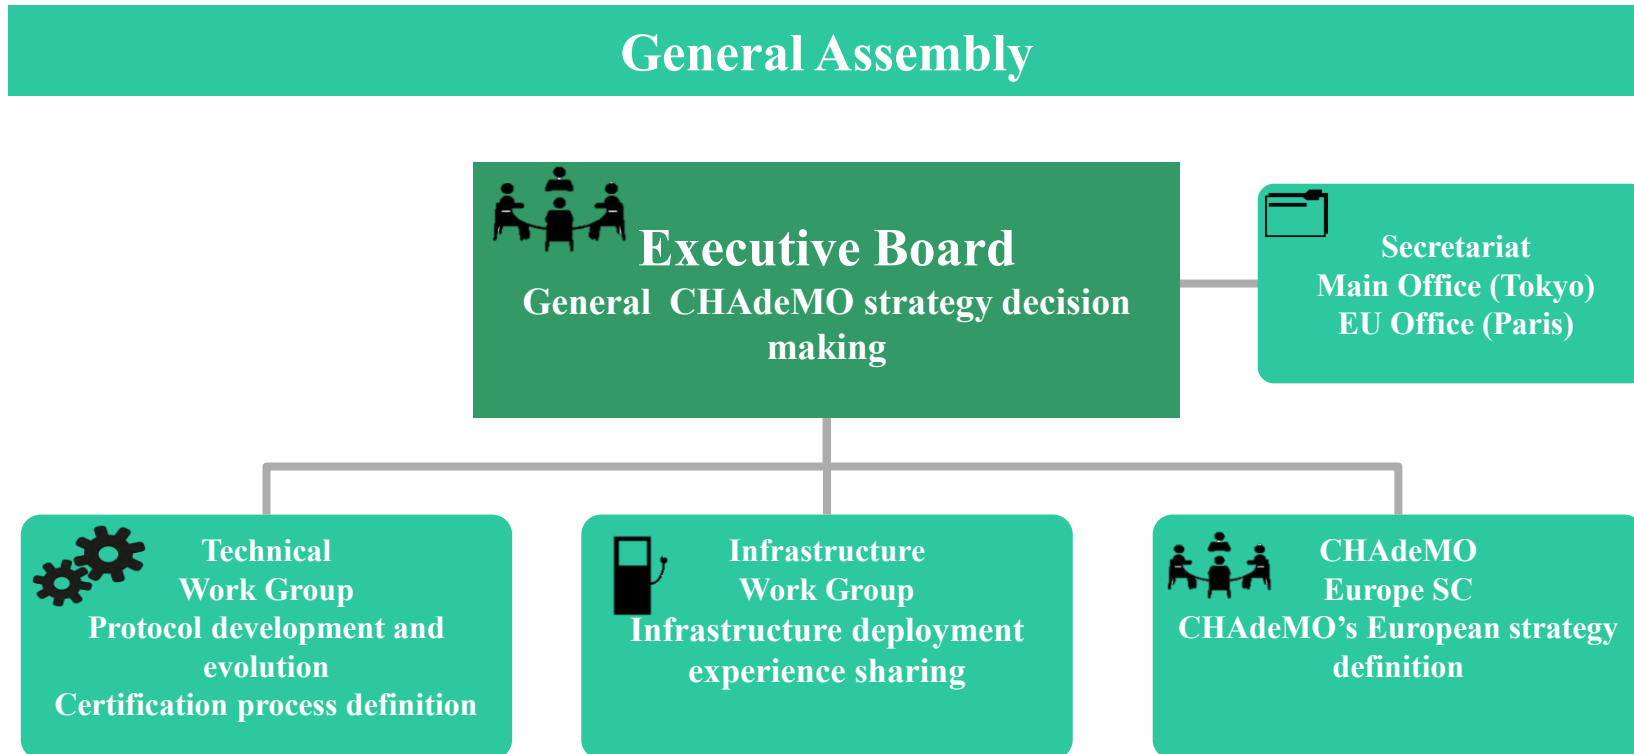 General Assembly
Executive Board
General  CHAdeMO strategy decision
making
Secretariat
Main Office (Tokyo)
EU Office (Paris)
Technical
Work Group
Protocol development and
evolution
Certification process definition
Infrastructure
Work Group
Infrastructure deployment
experience sharing
CHAdeMO
Europe SC
CHAdeMO’s European strategy
definition